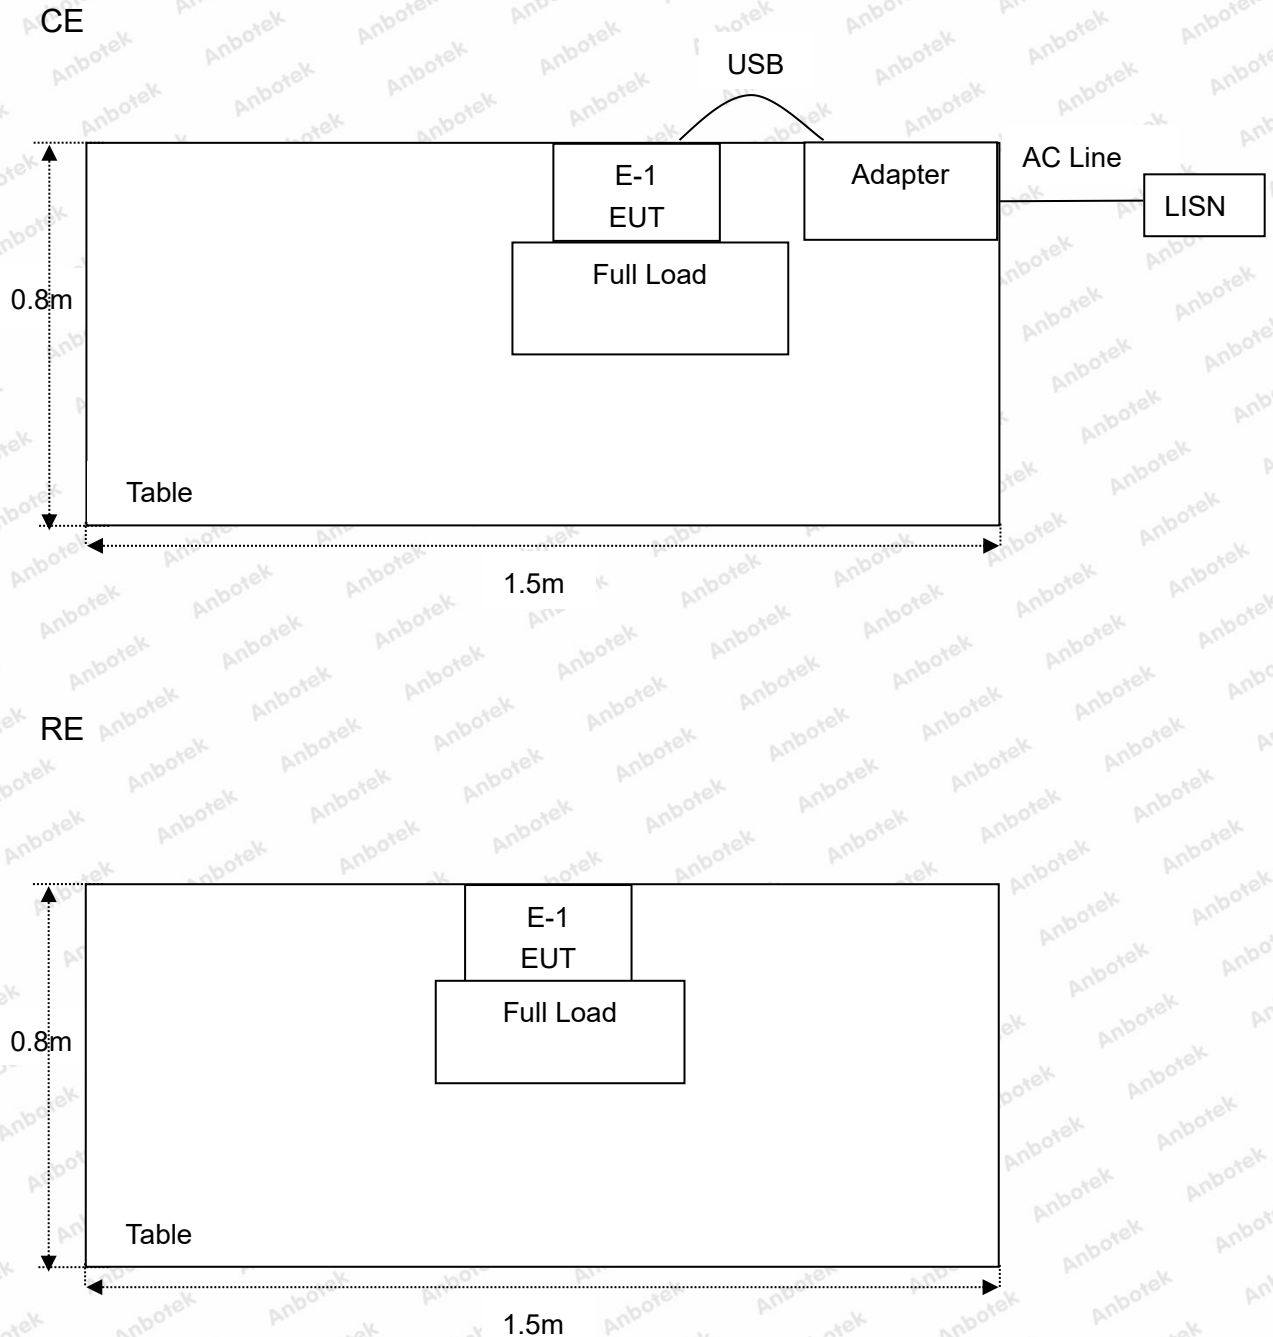 CE
USB
E-1
EUT
Adapter
AC Line
LISN
Full Load
0.8m
Table
1.5m
RE
E-1
EUT
Full Load
0.8m
Table
1.5m
Anbotek